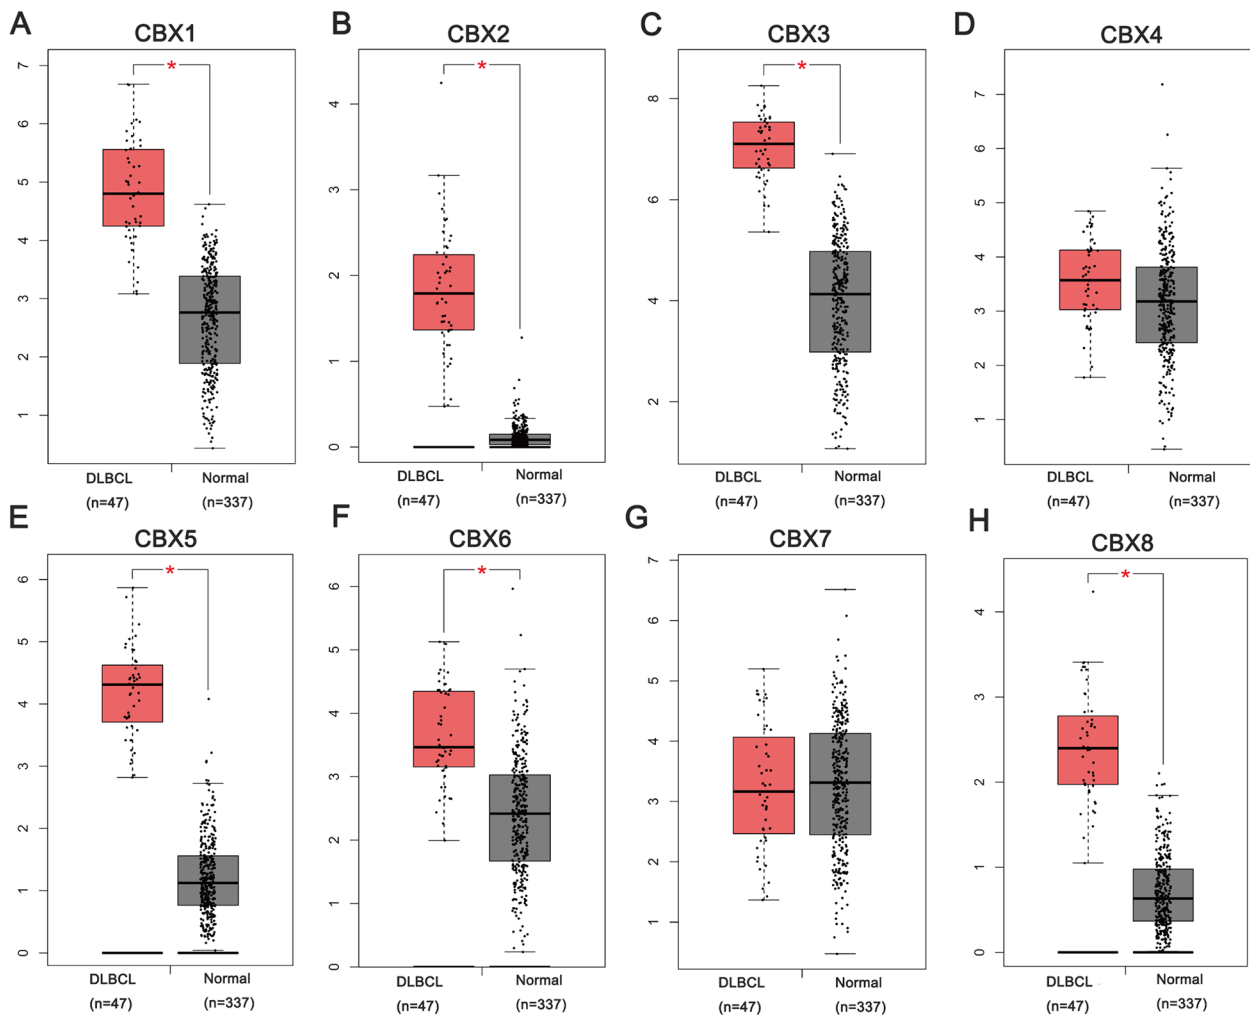 A
CBX1
*
7
6
5
4
3
2
1
DLBCL
(n=47)
Normal
(n=337)
B
CBX2
*
4
3
2
1
0
DLBCL
(n=47)
Normal
(n=337)
C
CBX3
*
8
6
4
2
DLBCL
(n=47)
Normal
(n=337)
D
CBX4
7
6
5
4
3
2
1
DLBCL
(n=47)
Normal
(n=337)
E
CBX5
*
6
5
4
3
2
1
0
DLBCL
(n=47)
Normal
(n=337)
F
CBX6
*
6
5
4
3
2
1
0
DLBCL
(n=47)
Normal
(n=337)
G
CBX7
7
6
5
4
3
2
1
DLBCL
(n=47)
Normal
(n=337)
H
CBX8
*
4
3
2
1
0
DLBCL
(n=47)
Normal
(n=337)